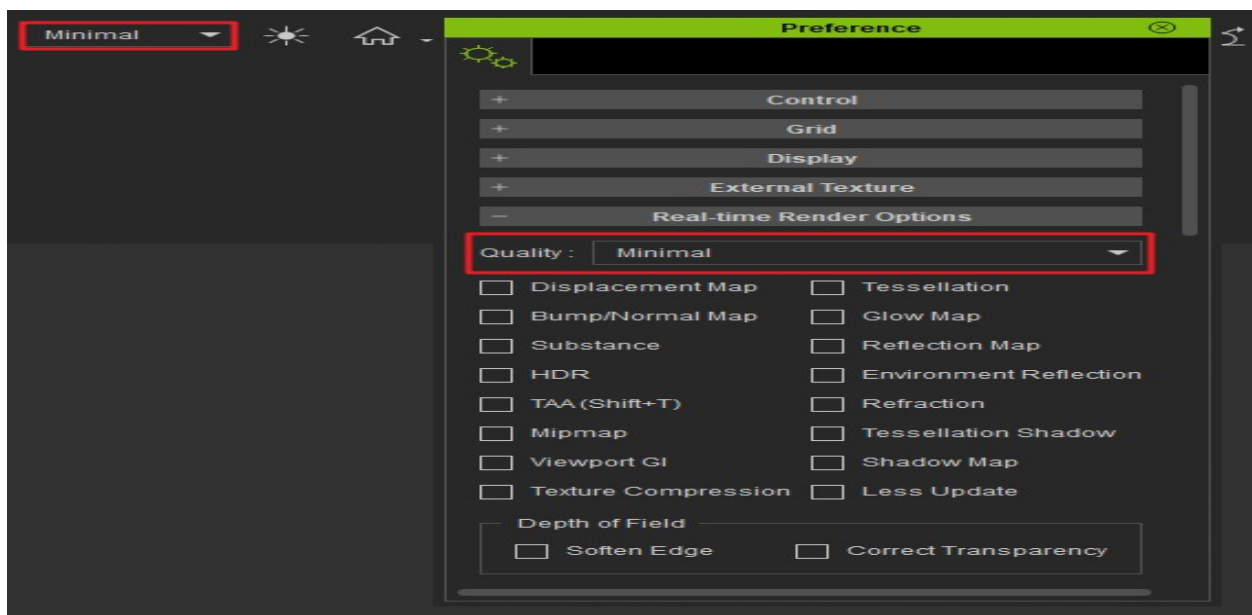 Minimal
Preference
Control
Grid
Display
External Texture
Real-time Render Options
Quality : Minimal
Displacement Map Tessellation
Bump/Normal Map Glow Map
Substance Reflection Map
HDR Environment Reflection
TAA (Shift+T) Refraction
Mipmap Tessellation Shadow
Viewport GI Shadow Map
Texture Compression Less Update
Depth of Field
Soften Edge Correct Transparency